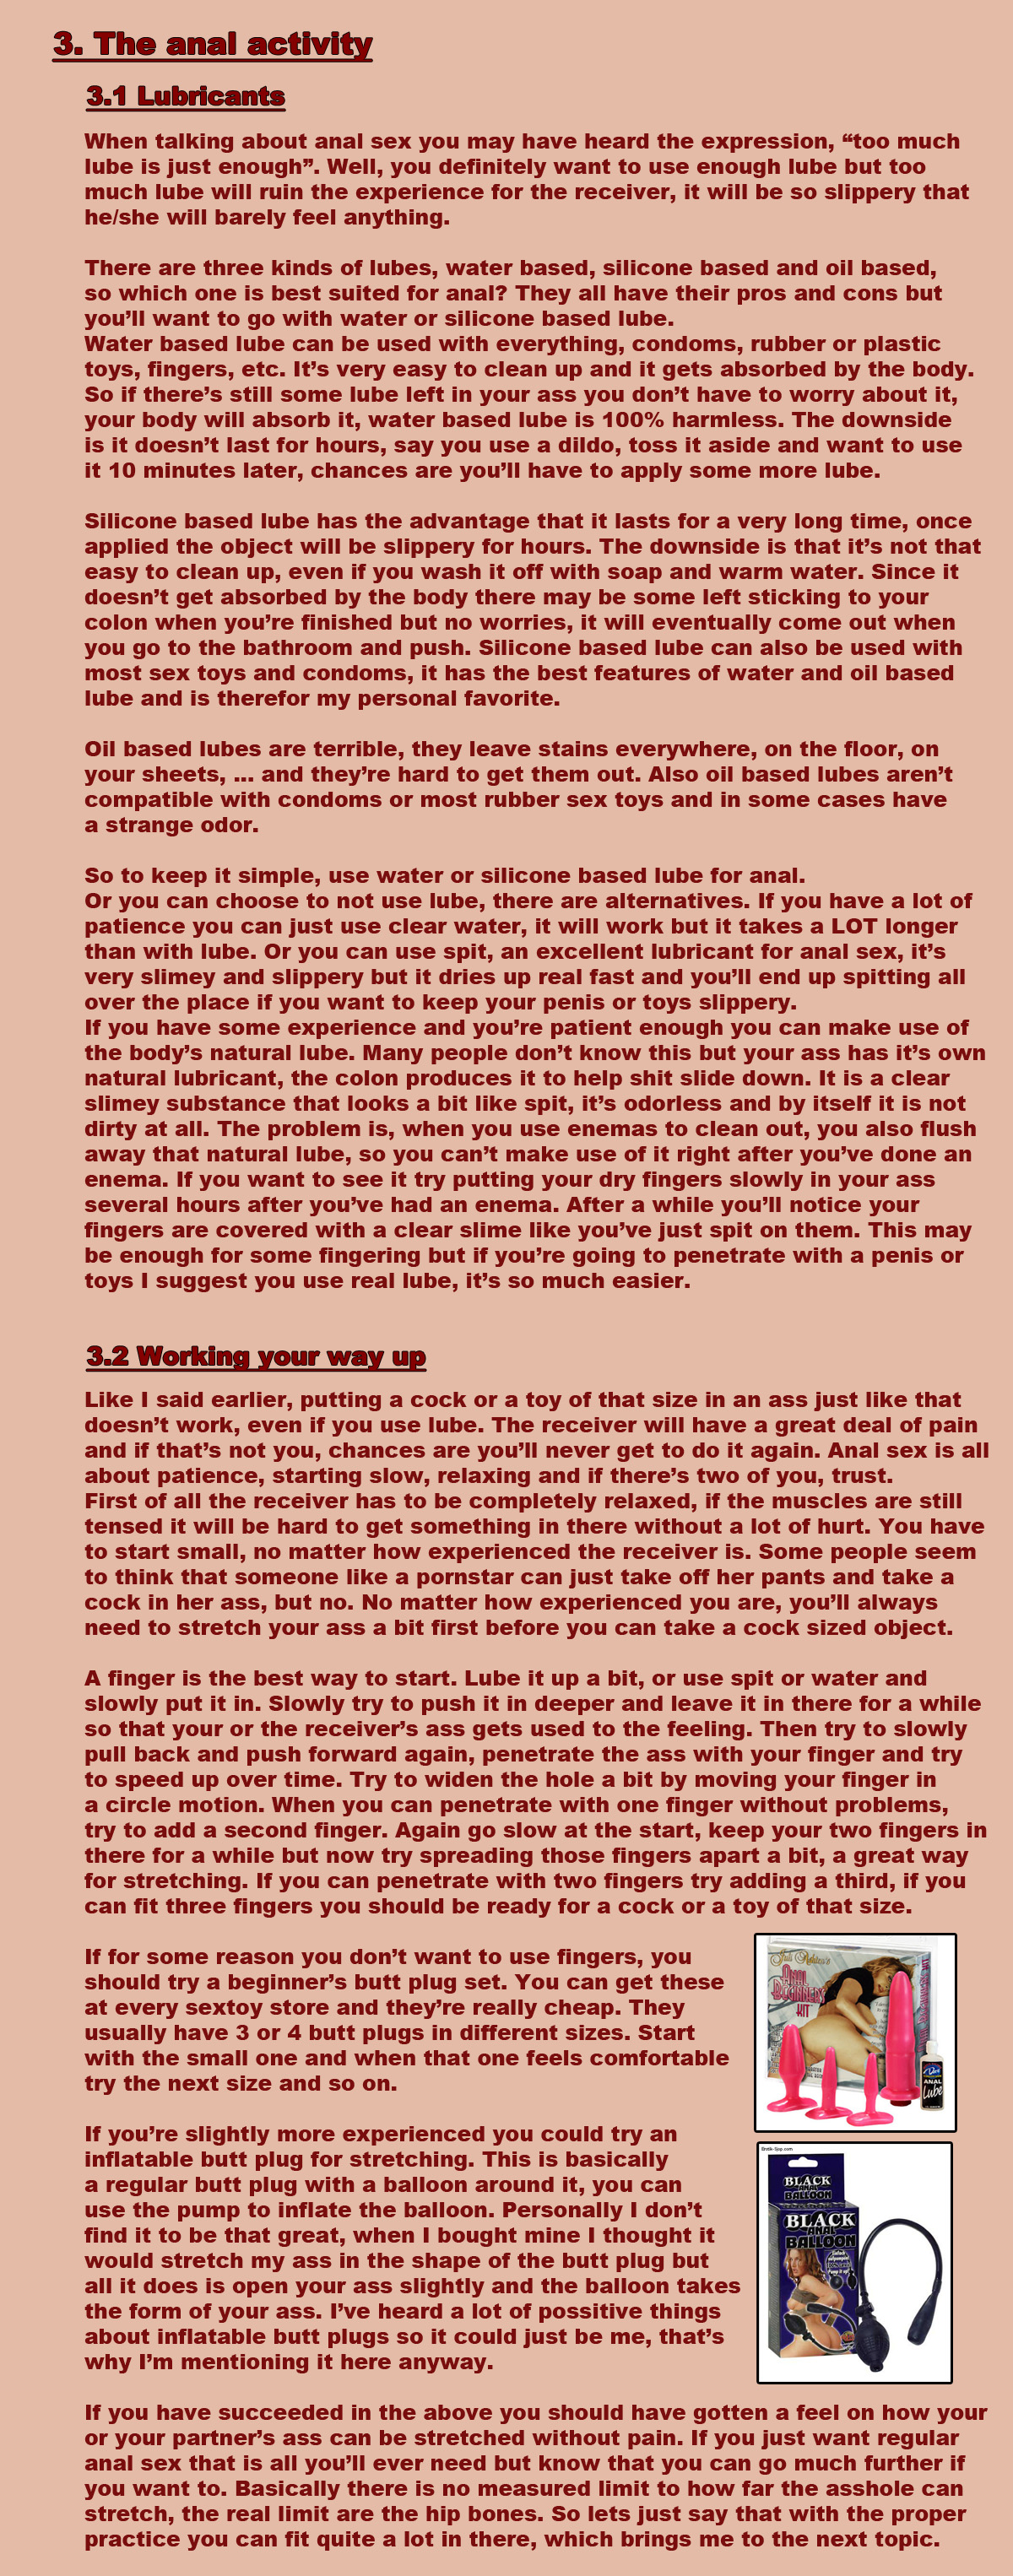 3. The anal activity
3.1 Lubricants
When talking about anal sex you may have heard the expression, “too much
lube is just enough”. Well, you definitely want to use enough lube but too
much lube will ruin the experience for the receiver, it will be so slippery that
he/she will barely feel anything.
There are three kinds of lubes, water based, silicone based and oil based,
so which one is best suited for anal? They all have their pros and cons but
you’ll want to go with water or silicone based lube.
Water based lube can be used with everything, condoms, rubber or plastic
toys, fingers, etc. It’s very easy to clean up and it gets absorbed by the body.
So if there’s still some lube left in your ass you don’t have to worry about it,
your body will absorb it, water based lube is 100% harmless. The downside
is it doesn’t last for hours, say you use a dildo, toss it aside and want to use
it 10 minutes later, chances are you’ll have to apply some more lube.
Silicone based lube has the advantage that it lasts for a very long time, once
applied the object will be slippery for hours. The downside is that it’s not that
easy to clean up, even if you wash it off with soap and warm water. Since it
doesn’t get absorbed by the body there may be some left sticking to your
colon when you’re finished but no worries, it will eventually come out when
you go to the bathroom and push. Silicone based lube can also be used with
most sex toys and condoms, it has the best features of water and oil based
lube and is therefor my personal favorite.
Oil based lubes are terrible, they leave stains everywhere, on the floor, on
your sheets, ... and they’re hard to get them out. Also oil based lubes aren’t
compatible with condoms or most rubber sex toys and in some cases have
a strange odor.
So to keep it simple, use water or silicone based lube for anal.
Or you can choose to not use lube, there are alternatives. If you have a lot of
patience you can just use clear water, it will work but it takes a LOT longer
than with lube. Or you can use spit, an excellent lubricant for anal sex, it’s
very slimey and slippery but it dries up real fast and you’ll end up spitting all
over the place if you want to keep your penis or toys slippery.
If you have some experience and you’re patient enough you can make use of
the body’s natural lube. Many people don’t know this but your ass has it’s own
natural lubricant, the colon produces it to help shit slide down. It is a clear
slimey substance that looks a bit like spit, it’s odorless and by itself it is not
dirty at all. The problem is, when you use enemas to clean out, you also flush
away that natural lube, so you can’t make use of it right after you’ve done an
enema. If you want to see it try putting your dry fingers slowly in your ass
several hours after you’ve had an enema. After a while you’ll notice your
fingers are covered with a clear slime like you’ve just spit on them. This may
be enough for some fingering but if you’re going to penetrate with a penis or
toys I suggest you use real lube, it’s so much easier.
3.2 Working your way up
Like I said earlier, putting a cock or a toy of that size in an ass just like that
doesn’t work, even if you use lube. The receiver will have a great deal of pain
and if that’s not you, chances are you’ll never get to do it again. Anal sex is all
about patience, starting slow, relaxing and if there’s two of you, trust.
First of all the receiver has to be completely relaxed, if the muscles are still
tensed it will be hard to get something in there without a lot of hurt. You have
to start small, no matter how experienced the receiver is. Some people seem
to think that someone like a pornstar can just take off her pants and take a
cock in her ass, but no. No matter how experienced you are, you’ll always
need to stretch your ass a bit first before you can take a cock sized object.
A finger is the best way to start. Lube it up a bit, or use spit or water and
slowly put it in. Slowly try to push it in deeper and leave it in there for a while
so that your or the receiver’s ass gets used to the feeling. Then try to slowly
pull back and push forward again, penetrate the ass with your finger and try
to speed up over time. Try to widen the hole a bit by moving your finger in
a circle motion. When you can penetrate with one finger without problems,
try to add a second finger. Again go slow at the start, keep your two fingers in
there for a while but now try spreading those fingers apart a bit, a great way
for stretching. If you can penetrate with two fingers try adding a third, if you
can fit three fingers you should be ready for a cock or a toy of that size.
If for some reason you don’t want to use fingers, you
should try a beginner’s butt plug set. You can get these
at every sextoy store and they’re really cheap. They
usually have 3 or 4 butt plugs in different sizes. Start
with the small one and when that one feels comfortable
try the next size and so on.
Anal
Beginner's
Kit
ANAL
Lube
If you’re slightly more experienced you could try an
inflatable butt plug for stretching. This is basically
a regular butt plug with a balloon around it, you can
use the pump to inflate the balloon. Personally I don’t
find it to be that great, when I bought mine I thought it
would stretch my ass in the shape of the butt plug but
all it does is open your ass slightly and the balloon takes
the form of your ass. I’ve heard a lot of possitive things
about inflatable butt plugs so it could just be me, that’s
why I’m mentioning it here anyway.
BLACK
ANAL
BALLOON
BLACK
ANAL
BALLOON
If you have succeeded in the above you should have gotten a feel on how your
or your partner’s ass can be stretched without pain. If you just want regular
anal sex that is all you’ll ever need but know that you can go much further if
you want to. Basically there is no measured limit to how far the asshole can
stretch, the real limit are the hip bones. So lets just say that with the proper
practice you can fit quite a lot in there, which brings me to the next topic.